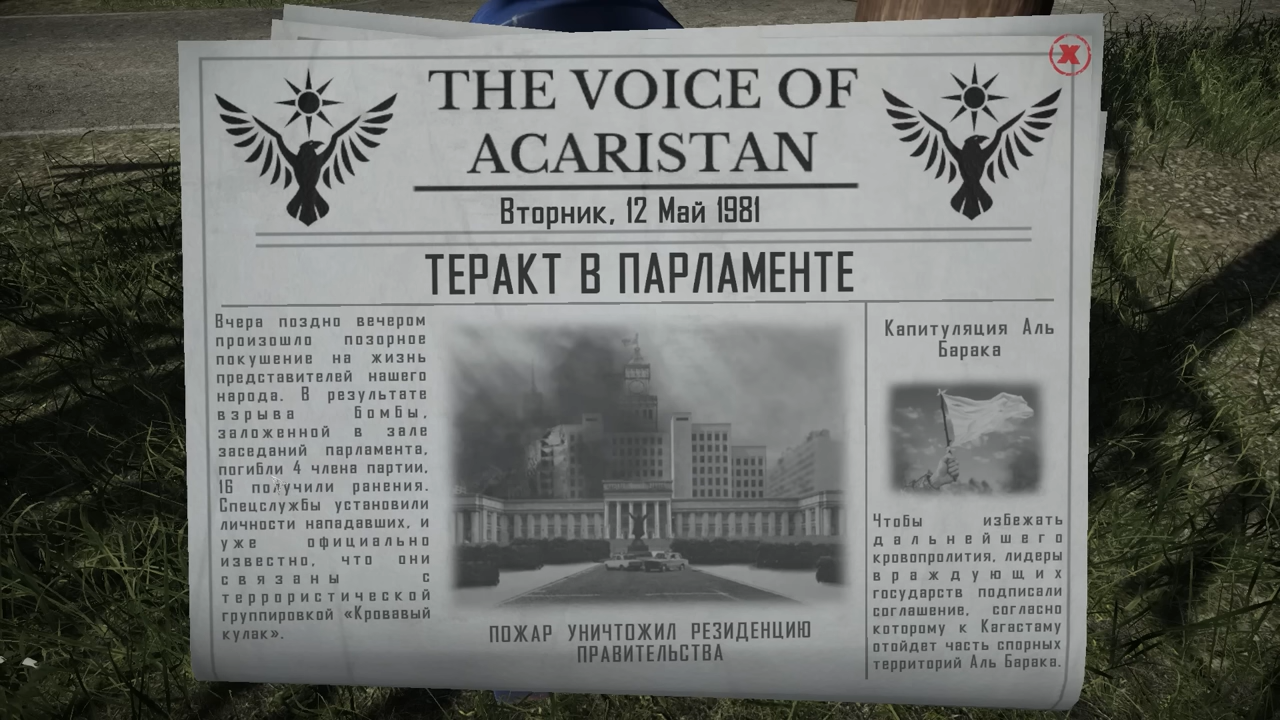 THE VOICE OF
ACARISTAN
Вторник, 12 Май 1981
ТЕРАКТ В ПАРЛАМЕНТЕ
Вчера поздно вечером
произошло позорное
покушение на жизнь
представителей нашего
народа. В результате
взрыва бомбы,
заложенной в зале
заседаний парламента,
погибли 4 члена партии,
16 получили ранения.
Спецслужбы установили
личности нападавших, и
уже официально
известно, что они
связаны с
террористической
группировкой «Кровавый
кулак».
ПОЖАР УНИЧТОЖИЛ РЕЗИДЕНЦИЮ
ПРАВИТЕЛЬСТВА
Капитуляция Аль
Барака
Чтобы избежать
дальнейшего
кровопролития, лидеры
враждующих
государств подписали
соглашение, согласно
которому к Кагастаму
отойдет часть спорных
территорий Аль Барака.
X